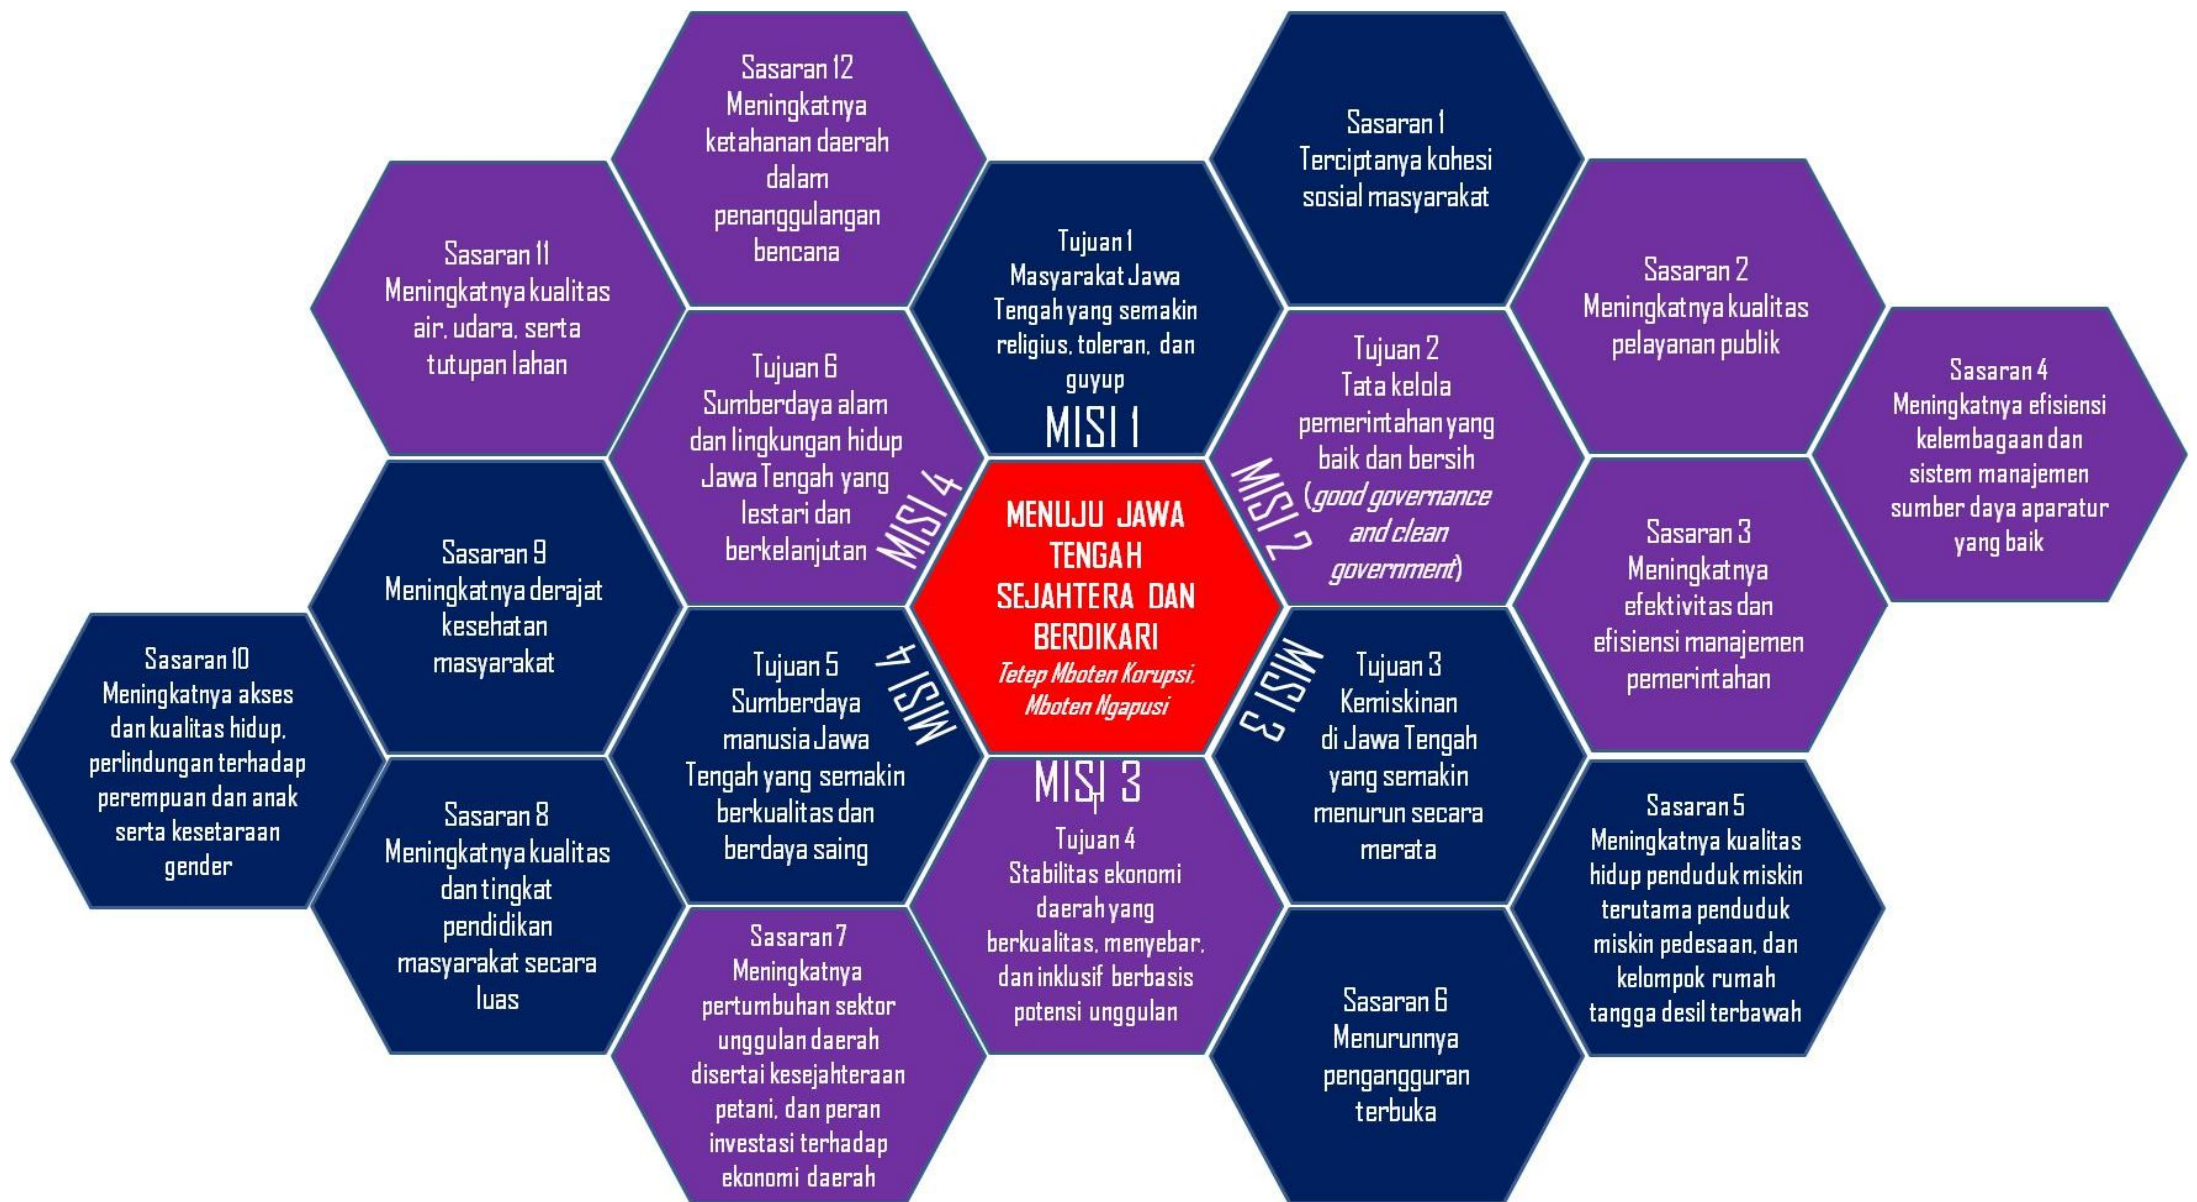 Sasaran 12
Meningkatnya
ketahanan daerah
dalam
penanggulangan
bencana
Sasaran 1
Terciptanya kohesi
sosial masyarakat
Sasaran 11
Meningkatnya kualitas
air, udara, serta
tutupan lahan
Tujuan 1
Masyarakat Jawa
Tengah yang semakin
religius, toleran, dan
guyup
MISI 1
Sasaran 2
Meningkatnya kualitas
pelayanan publik
Tujuan 6
Sumberdaya alam
dan lingkungan hidup
Jawa Tengah yang
lestari dan
berkelanjutan
MISI 4
Tujuan 2
Tata kelola
pemerintahan yang
baik dan bersih
(good governance
and clean
government)
MISI 2
Sasaran 4
Meningkatnya efisiensi
kelembagaan dan
sistem manajemen
sumber daya aparatur
yang baik
MENUJU JAWA
TENGAH
SEJAHTERA DAN
BERDIKARI
Tetep Mboten Korupsi,
Mboten Ngapusi
Sasaran 9
Meningkatnya derajat
kesehatan
masyarakat
Sasaran 3
Meningkatnya
efektivitas dan
efisiensi manajemen
pemerintahan
Sasaran 10
Meningkatnya akses
dan kualitas hidup,
perlindungan terhadap
perempuan dan anak
serta kesetaraan
gender
MISI 4
Tujuan 5
Sumberdaya
manusia Jawa
Tengah yang semakin
berkualitas dan
berdaya saing
MISI 3
Tujuan 3
Kemiskinan
di Jawa Tengah
yang semakin
menurun secara
merata
Sasaran 8
Meningkatnya kualitas
dan tingkat
pendidikan
masyarakat secara
luas
MISI 3
Tujuan 4
Stabilitas ekonomi
daerah yang
berkualitas, menyebar,
dan inklusif berbasis
potensi unggulan
Sasaran 5
Meningkatnya kualitas
hidup penduduk miskin
terutama penduduk
miskin pedesaan, dan
kelompok rumah
tangga desil terbawah
Sasaran 7
Meningkatnya
pertumbuhan sektor
unggulan daerah
disertai kesejahteraan
petani, dan peran
investasi terhadap
ekonomi daerah
Sasaran 6
Menurunnya
pengangguran
terbuka